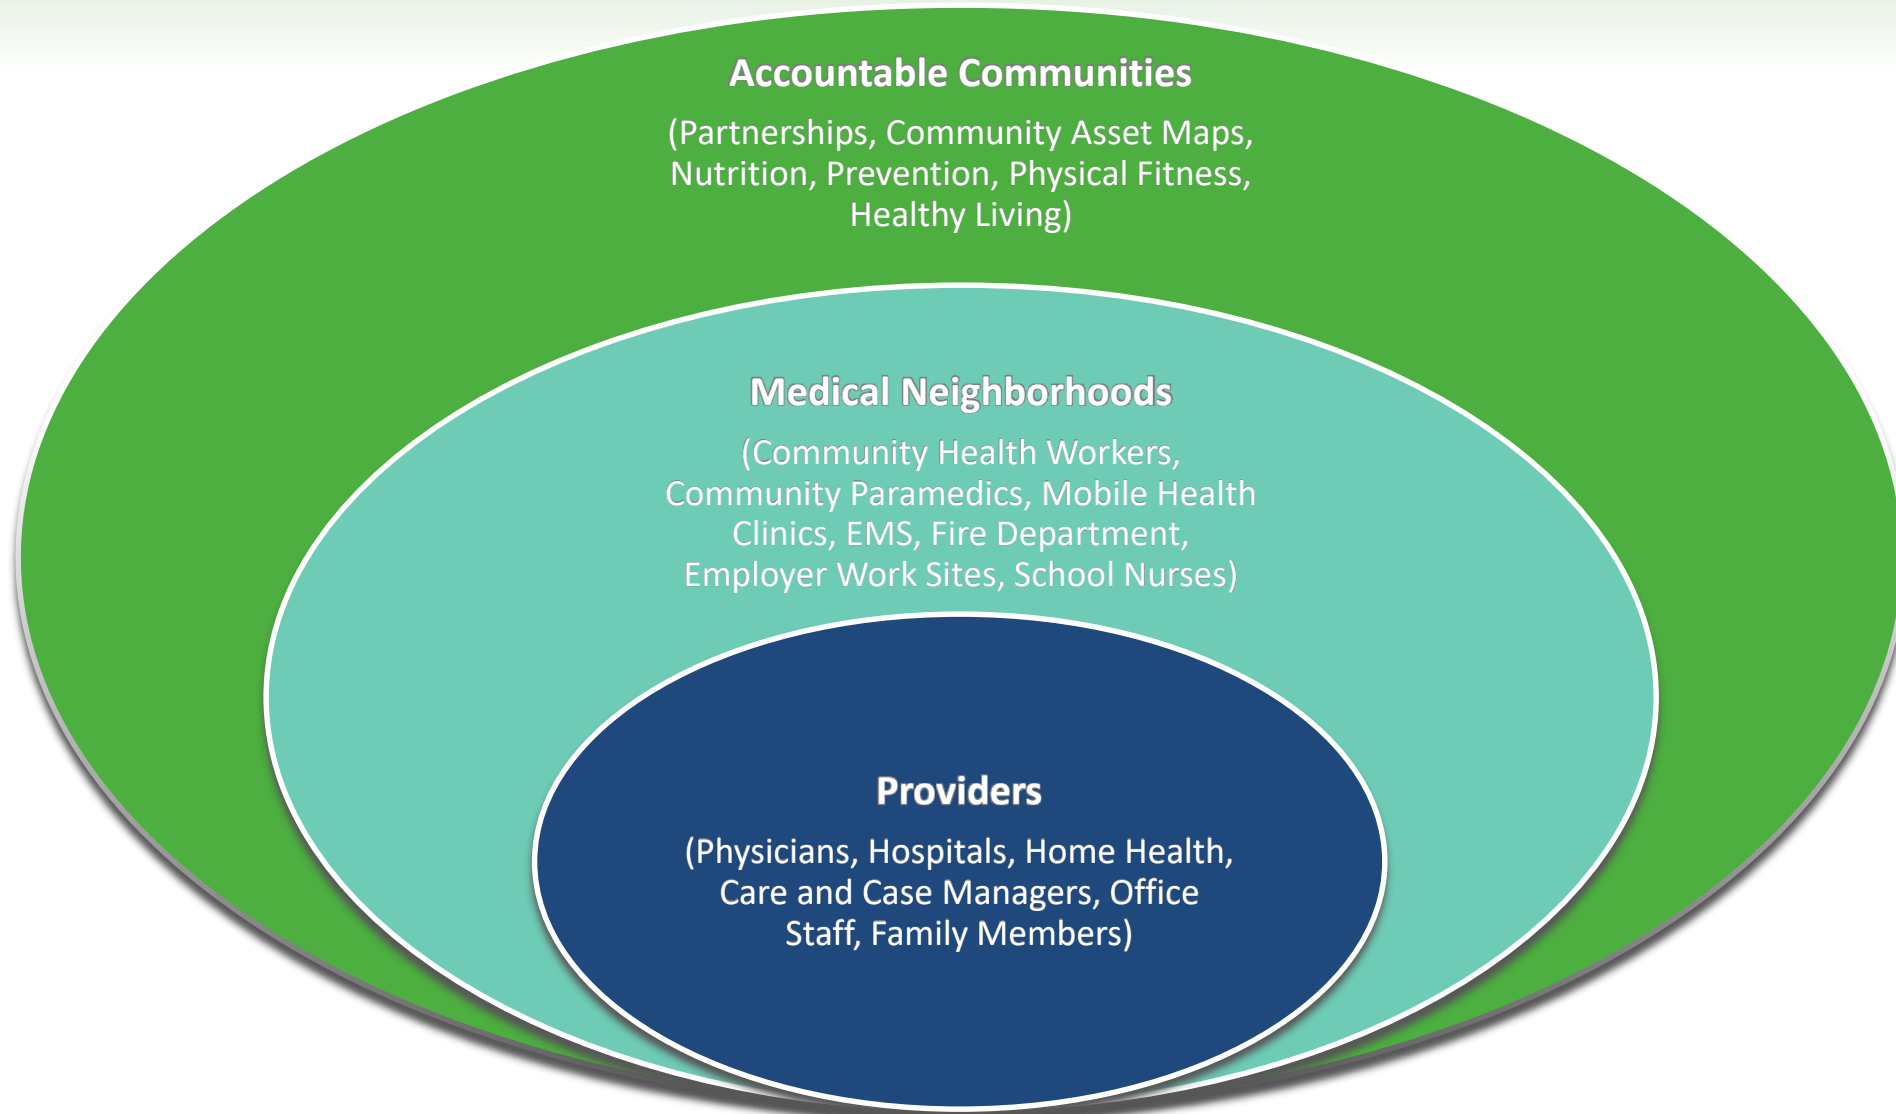 Accountable Communities
(Partnerships, Community Asset Maps,
Nutrition, Prevention, Physical Fitness,
Healthy Living)
Medical Neighborhoods
(Community Health Workers,
Community Paramedics, Mobile Health
Clinics, EMS, Fire Department,
Employer Work Sites, School Nurses)
Providers
(Physicians, Hospitals, Home Health,
Care and Case Managers, Office
Staff, Family Members)